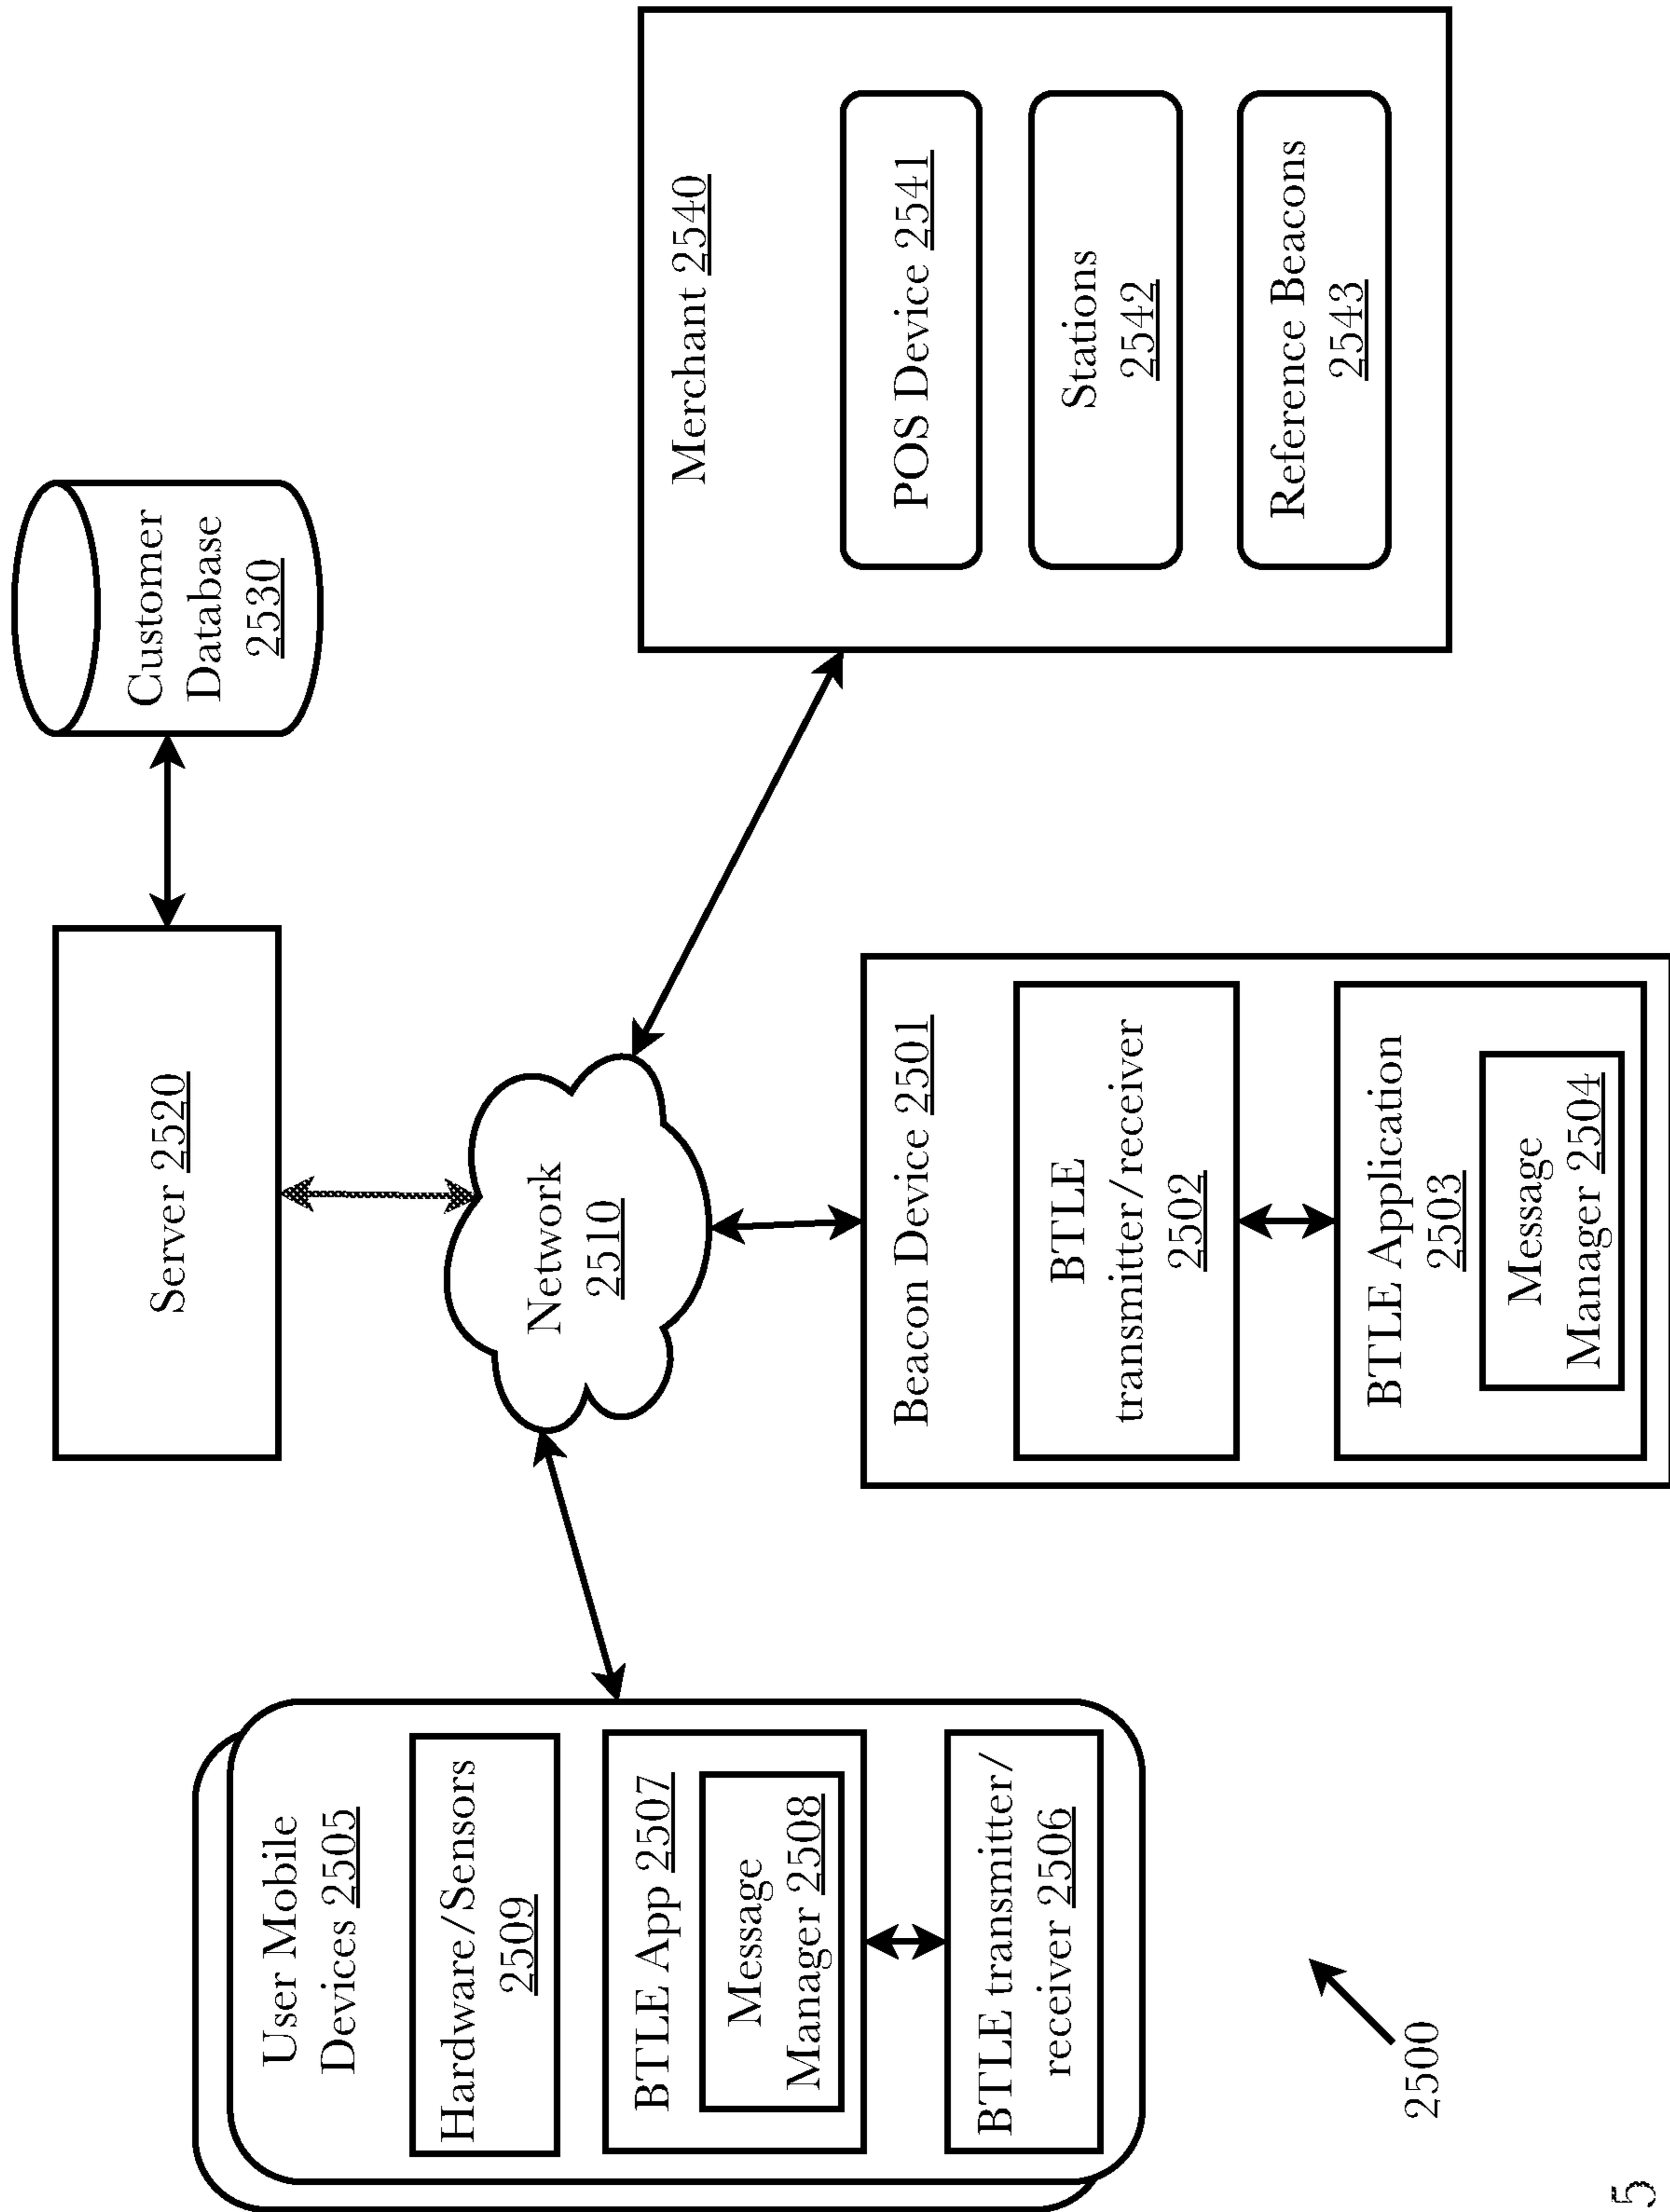 Server 2520
Customer
Database
2530
Network
2510
User Mobile
Devices 2505
Hardware/Sensors
2509
BTLE App 2507
Message
Manager 2508
BTLE transmitter/
receiver 2506
Beacon Device 2501
BTLE
transmitter/receiver
2502
BTLE Application
2503
Message
Manager 2504
Merchant 2540
POS Device 2541
Stations
2542
Reference Beacons
2543
2500
5